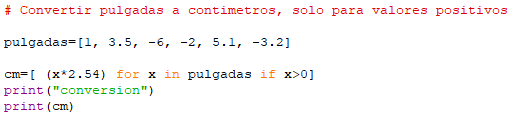 # Convertir pulgadas a contimetros, solo para valores positivos
pulgadas=[1, 3.5, -6, -2, 5.1, -3.2]
cm=[ (x*2.54) for x in pulgadas if x>0]
print("conversion")
print(cm)